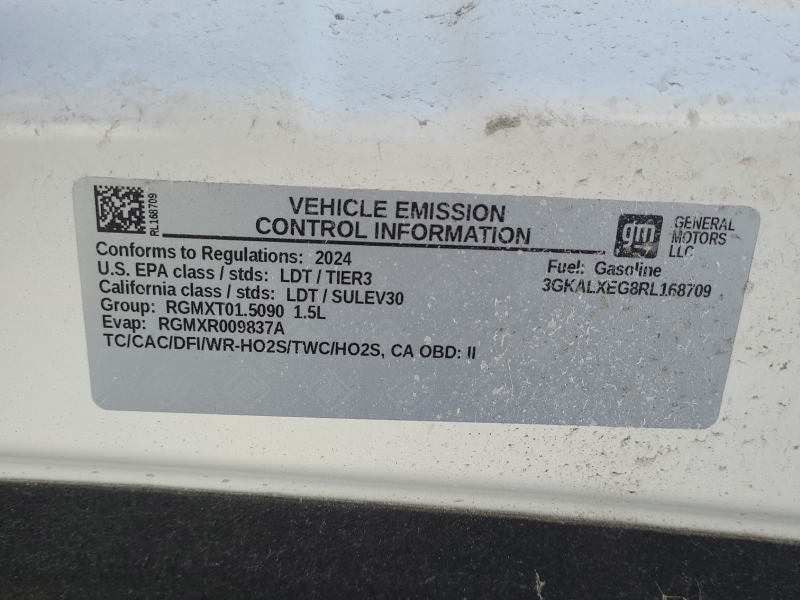 RL168709
VEHICLE EMISSION
CONTROL INFORMATION
gm
GENERAL
MOTORS
LLC
Conforms to Regulations: 2024
U.S. EPA class / stds: LDT / TIER3
California class / stds: LDT / SULEV30
Group: RGMXT01.5090 1.5L
Evap: RGMXR009837A
TC/CAC/DFI/WR-HO2S/TWC/HO2S, CA OBD: II
Fuel: Gasoline
3GKALXEG8RL168709